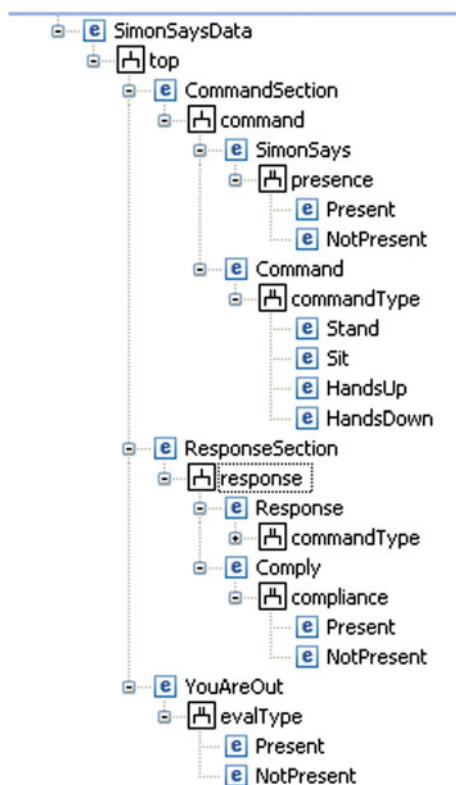 e SimonSaysData
top
e CommandSection
command
e SimonSays
presence
e Present
e NotPresent
e Command
commandType
e Stand
e Sit
e HandsUp
e HandsDown
e ResponseSection
response
e Response
commandType
e Comply
compliance
e Present
e NotPresent
e YouAreOut
evalType
e Present
e NotPresent